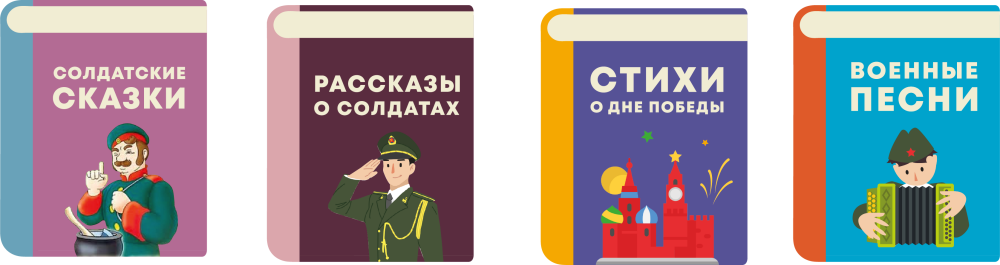 СОЛДАТСКИЕ
СКАЗКИ
РАССКАЗЫ
О СОЛДАТАХ
СТИХИ
О ДНЕ ПОБЕДЫ
ВОЕННЫЕ
ПЕСНИ